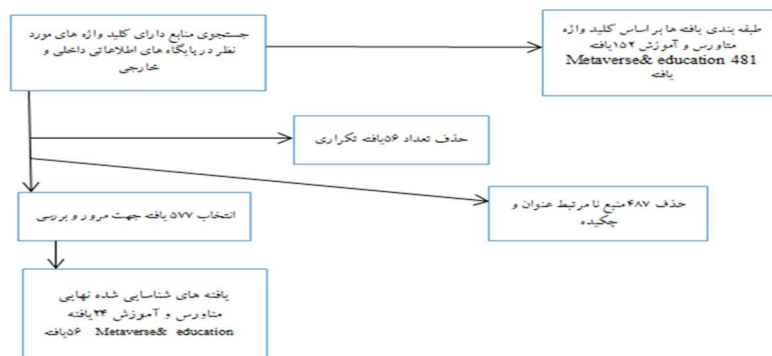 جستجوی منابع دارای کلید واژه های مورد
نظر در پایگاه های اطلاعاتی داخلی و
خارجی
طبقه بندی یافته ها بر اساس کلید واژه
متاورس و آموزش ۱۵۲یافته
Metaverse& education 481
یافته
حذف تعداد ۵۶یافته تکراری
حذف ۴۸۷منبع نا مرتبط عنوان و
چکیده
انتخاب ۵۷۷ یافته جهت مرور و بررسی
یافته های شناسایی شده نهایی
متاورس و آموزش ۲۴یافته
Metaverse& education ۵۶یافته